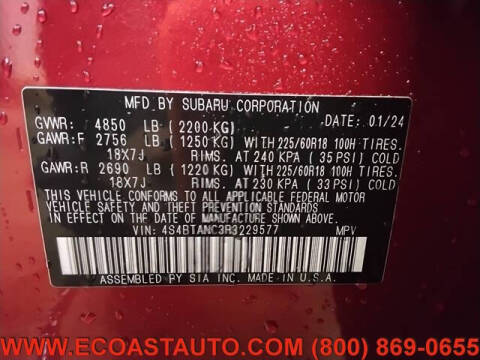 MFD.BY SUBARU CORPORATION DATE: 01/24
GVWR: 4850 LB (2200 KG)
GAWR:F 2756 LB (1250 KG) WITH 225/60R18 100H TIRES.
18X7J RIMS. AT 240 KPA (35 PSI) COLD
GAWR:R 2690 LB (1220 KG) WITH 225/60R18 100H TIRES.
18X7J RIMS. AT 230 KPA (33 PSI) COLD
THIS VEHICLE CONFORMS TO ALL APPLICABLE FEDERAL MOTOR
VEHICLE SAFETY STANDARDS IN EFFECT ON THE DATE OF
MANUFACTURE SHOWN ABOVE.
VIN: 4S4BTANC3R3229577 MPV
ASSEMBLED BY SIA INC. MADE IN U.S.A.
WWW.ECOASTAUTO.COM (800) 869-0655